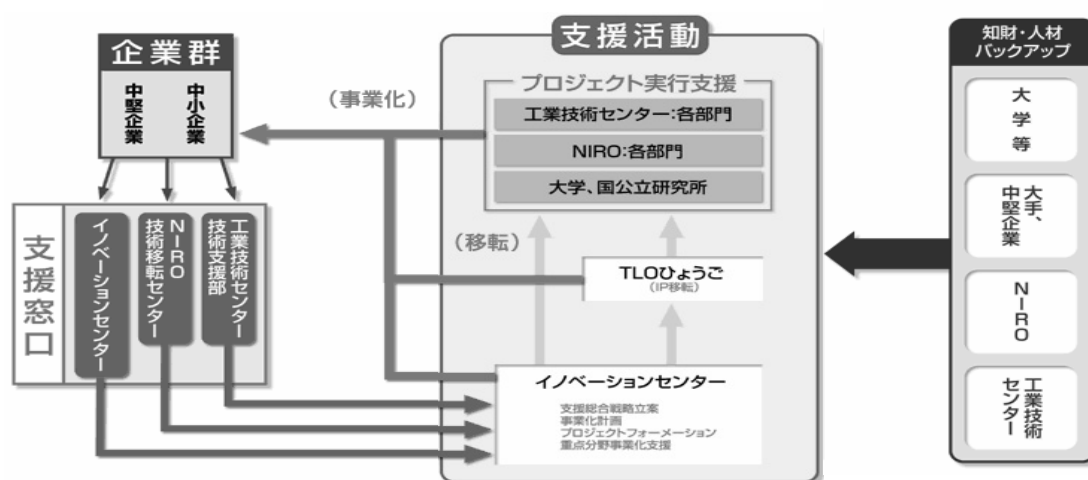 企業群
中堅企業
中小企業
(事業化)
支援窓口
イノベーションセンター
NIRO
技術移転センター
工業技術センター
技術支援部
支援活動
プロジェクト実行支援
工業技術センター:各部門
NIRO:各部門
大学、国公立研究所
(移転)
TLOひょうご
(IP移転)
イノベーションセンター
支援総合戦略立案
事業化計画
プロジェクトフォーメーション
重点分野事業化支援
知財・人材
バックアップ
大学等
大手、
中堅企業
NIRO
工業技術
センター